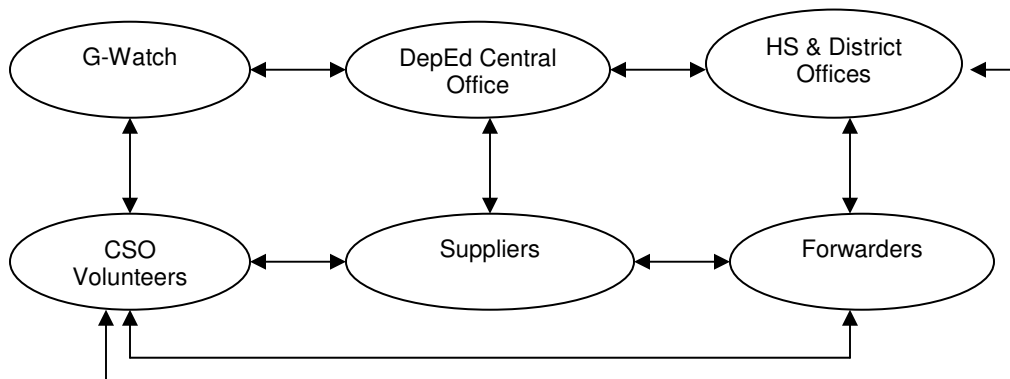 G-Watch
DepEd Central
Office
HS & District
Offices
CSO
Volunteers
Suppliers
Forwarders